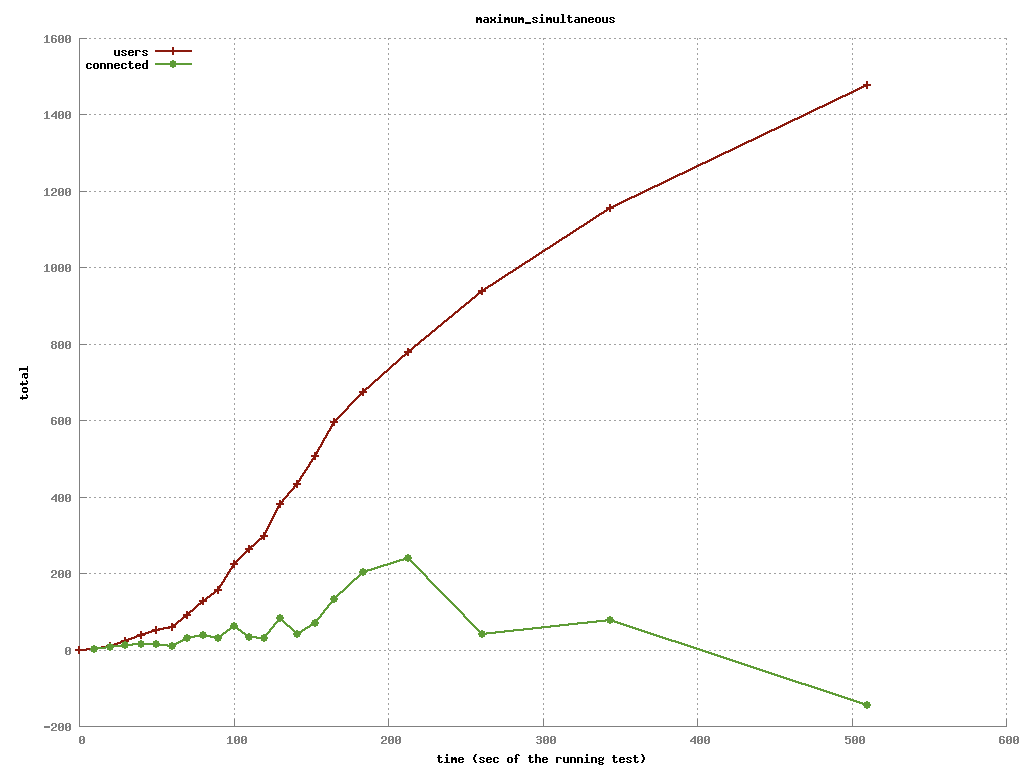 maximum_simultaneous
1600
users
connected
1400
1200
1000
800
total
600
400
200
0
-200
0 100 200 300 400 500 600
time (sec of the running test)